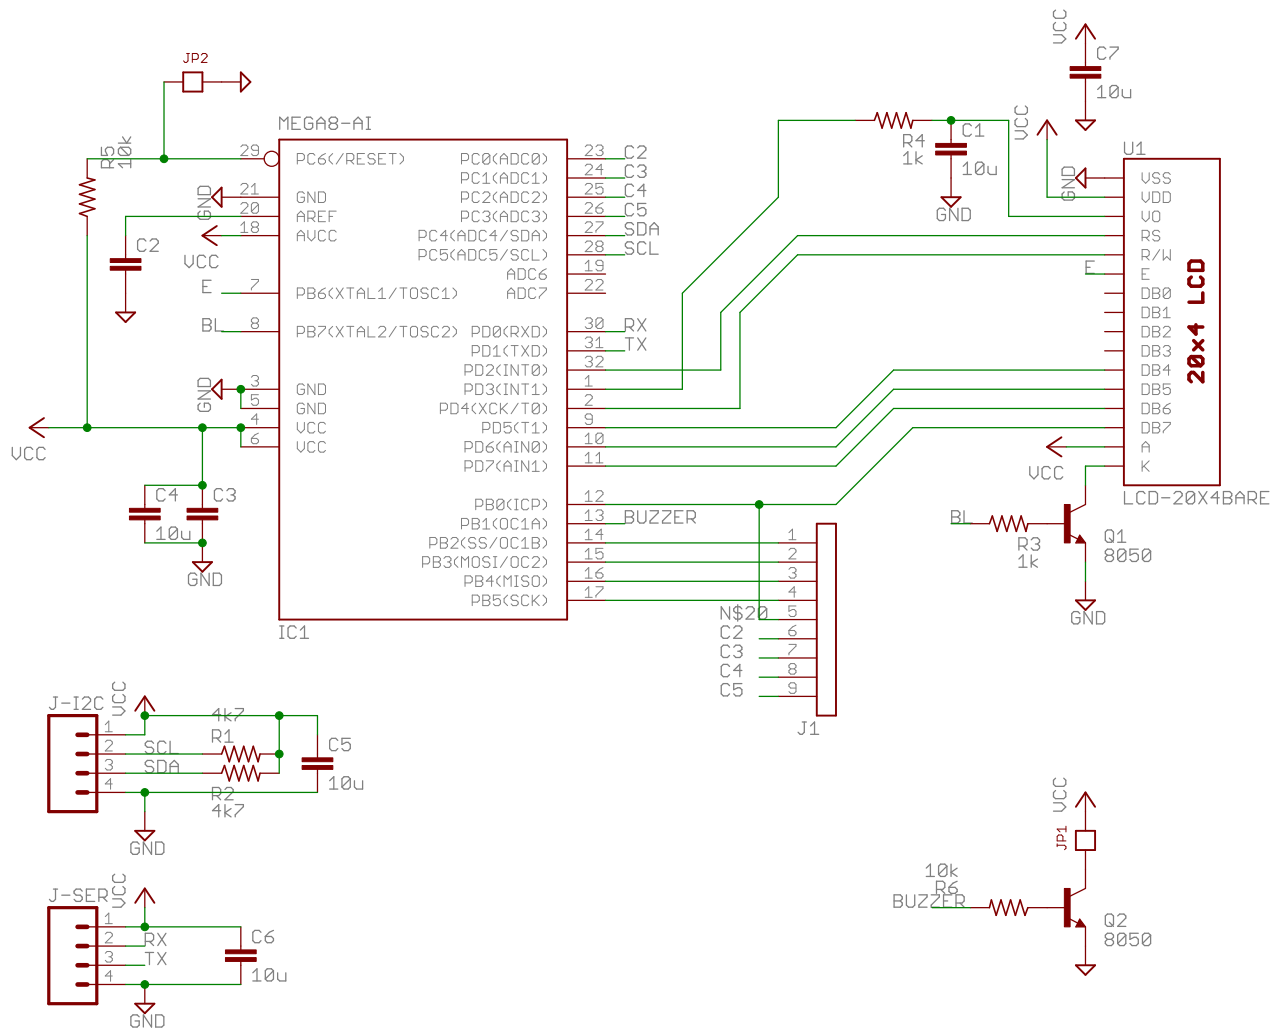 JP2
MEGA8-AI
R5
10k
29 PC6(/RESET) PC0(ADC0) 23 C2
PC1(ADC1) 24 C3
GND 21 GND PC2(ADC2) 25 C4
20 AREF PC3(ADC3) 26 C5
18 AVCC PC4(ADC4/SDA) 27 SDA
VCC
PC5(ADC5/SCL) 28 SCL
C2
ADC6 19
E 7 PB6(XTAL1/TOSC1) ADC7 22
BL 8 PB7(XTAL2/TOSC2) PD0(RXD) 30 RX
PD1(TXD) 31 TX
PD2(INT0) 32
GND 3 GND PD3(INT1) 1
5 GND PD4(XCK/T0) 2
4 VCC PD5(T1) 9
VCC
6 VCC PD6(AIN0) 10
PD7(AIN1) 11
C4 C3
10u
GND
PB0(ICP) 12
PB1(OC1A) 13 BUZZER
PB2(SS/OC1B) 14
PB3(MOSI/OC2) 15
PB4(MISO) 16
PB5(SCK) 17
IC1
1
2
3
4
N$20 5
C2 6
C3 7
C4 8
C5 9
J1
VCC
C7
10u
R4
1k
C1
10u
GND
VCC
U1
GND VSS
VDD
VO
RS
R/W
E E
DB0
DB1
DB2
DB3
DB4
DB5
DB6
DB7
VCC A
K
20x4 LCD
LCD-20X4BARE
BL
R3
1k
Q1
8050
GND
J-I2C
VCC
1
2 SCL
3 SDA
4
4k7
R1
R2
4k7
C5
10u
GND
J-SER
VCC
1
2 RX
3 TX
4
C6
10u
GND
VCC
JP1
10k
R6
BUZZER
Q2
8050